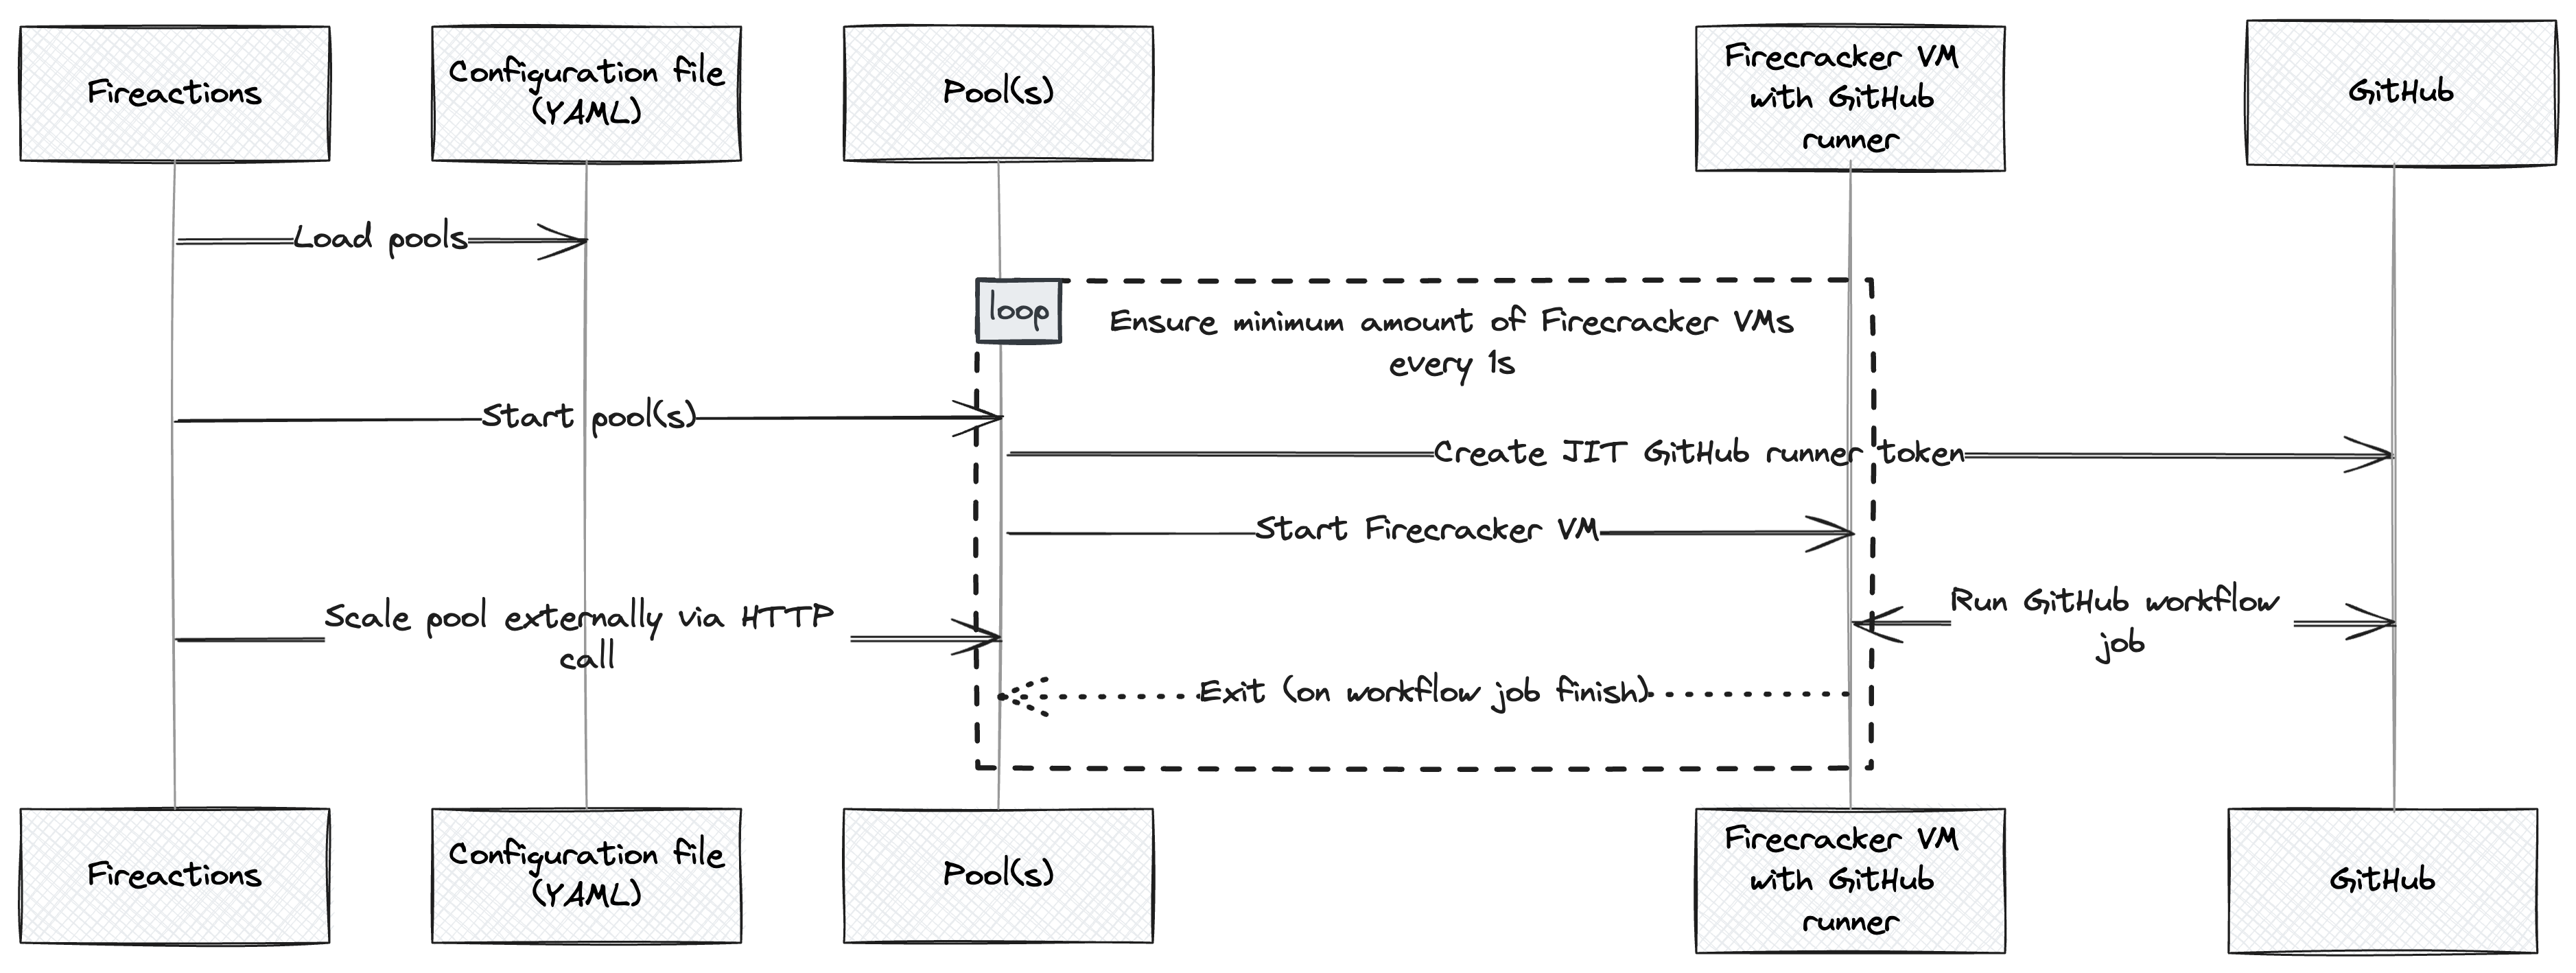 Fireactions
Configuration file
(YAML)
Pool(s)
Firecracker VM
with GitHub
runner
GitHub
Load pools
loop
Ensure minimum amount of Firecracker VMs
every 1s
Start pool(s)
Create JIT GitHub runner token
Start Firecracker VM
Scale pool externally via HTTP
call
Run GitHub workflow
job
Exit (on workflow job finish)
Fireactions
Configuration file
(YAML)
Pool(s)
Firecracker VM
with GitHub
runner
GitHub